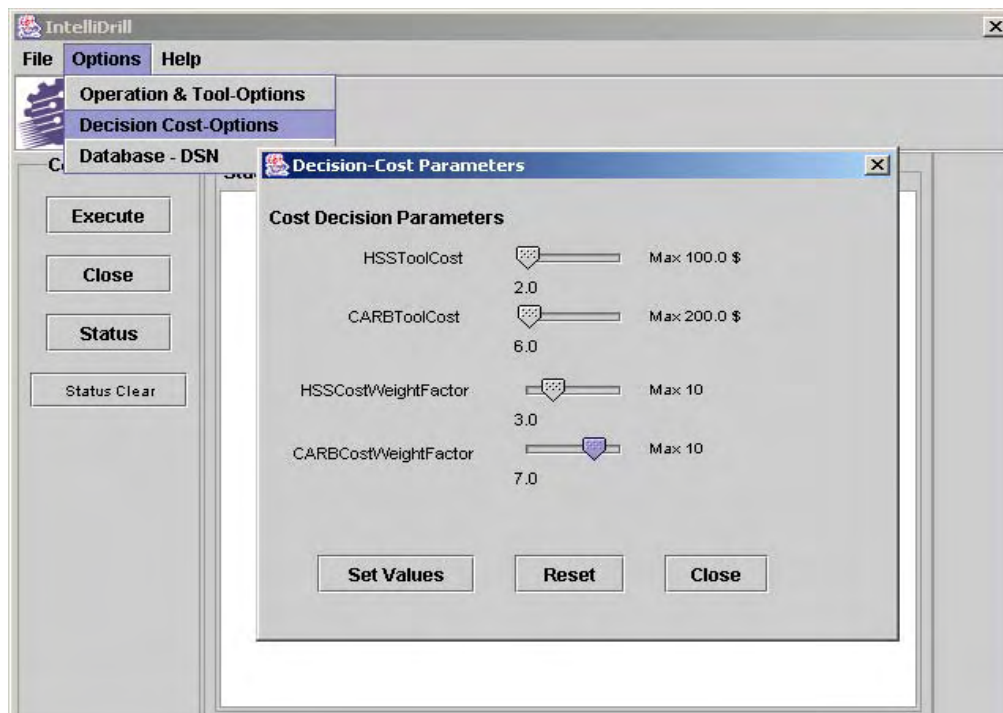 IntelliDrill
File Options Help
Operation & Tool-Options
Decision Cost-Options
Database - DSN
Decision-Cost Parameters
Execute
Close
Status
Status Clear
Cost Decision Parameters
HSSToolCost Max 100.0 $
2.0
CARBToolCost Max 200.0 $
6.0
HSSCostWeightFactor Max 10
3.0
CARBCostWeightFactor Max 10
7.0
Set Values Reset Close